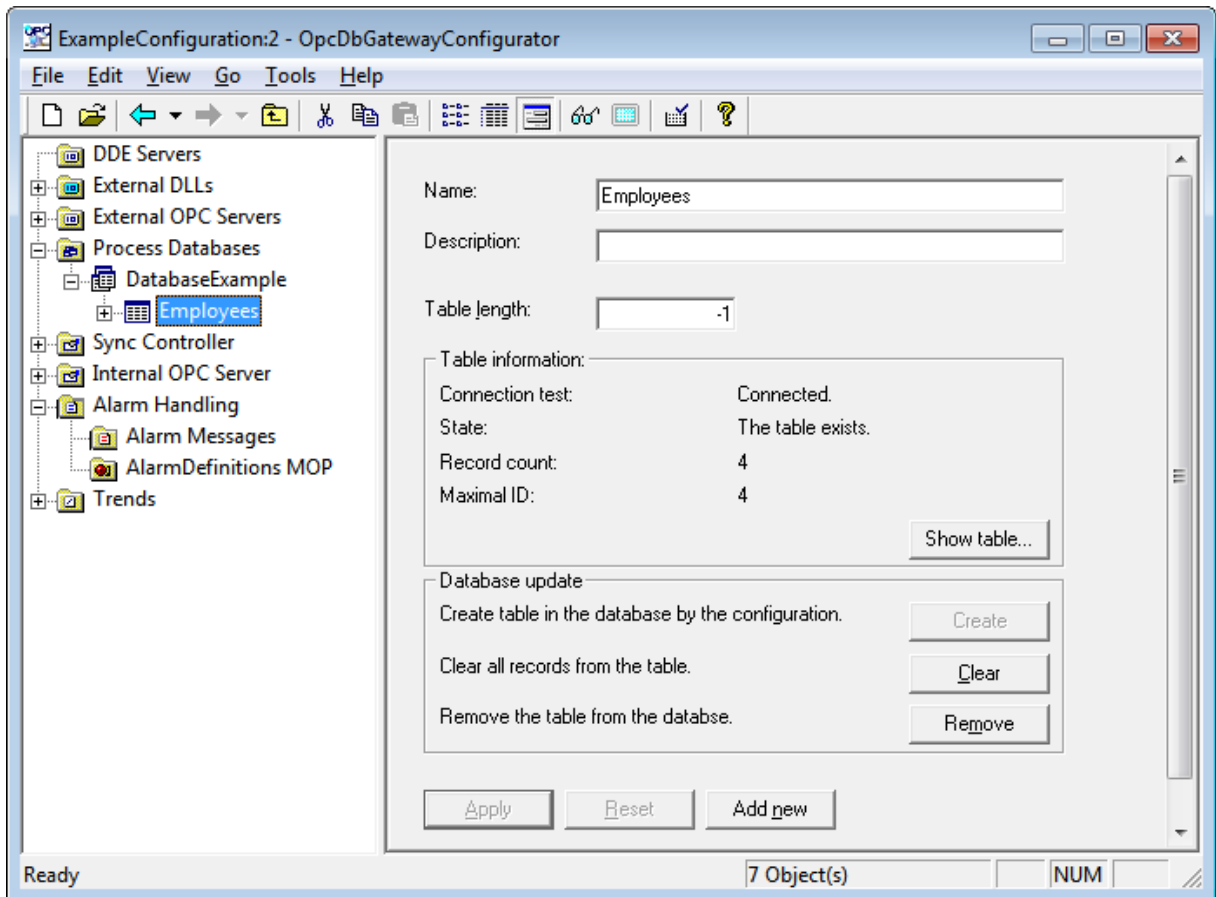 ExampleConfiguration:2 - OpcDbGatewayConfigurator
File Edit View Go Tools Help
DDE Servers
External DLLs
External OPC Servers
Process Databases
DatabaseExample
Employees
Sync Controller
Internal OPC Server
Alarm Handling
Alarm Messages
AlarmDefinitions MOP
Trends
Name: Employees
Description:
Table length: -1
Table information:
Connection test: Connected.
State: The table exists.
Record count: 4
Maximal ID: 4
Show table...
Database update
Create table in the database by the configuration. Create
Clear all records from the table. Clear
Remove the table from the databse. Remove
Apply Reset Add new
Ready 7 Object(s) NUM